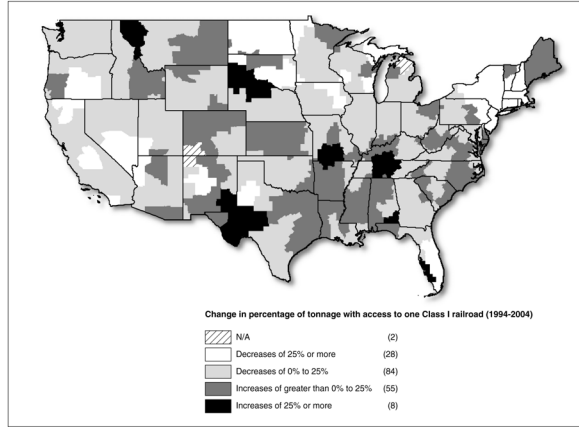 Change in percentage of tonnage with access to one Class I railroad (1994-2004)
N/A (2)
Decreases of 25% or more (28)
Decreases of 0% to 25% (84)
Increases of greater than 0% to 25% (55)
Increases of 25% or more (8)